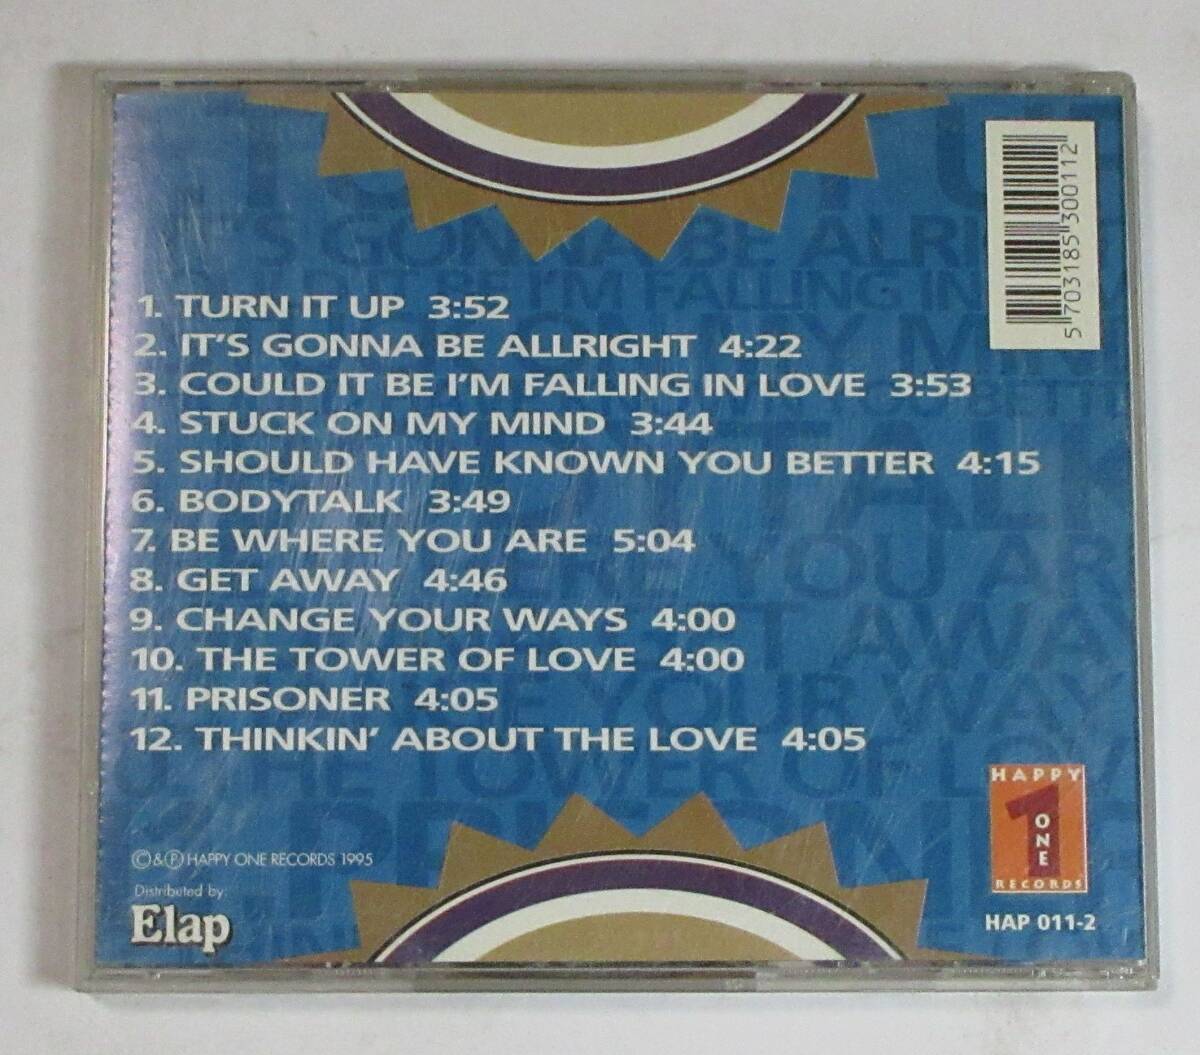 1. TURN IT UP 3:52
2. IT'S GONNA BE ALLRIGHT 4:22
3. COULD IT BE I'M FALLING IN LOVE 3:53
4. STUCK ON MY MIND 3:44
5. SHOULD HAVE KNOWN YOU BETTER 4:15
6. BODYTALK 3:49
7. BE WHERE YOU ARE 5:04
8. GET AWAY 4:46
9. CHANGE YOUR WAYS 4:00
10. THE TOWER OF LOVE 4:00
11. PRISONER 4:05
12. THINKIN' ABOUT THE LOVE 4:05
5 703185 300112
©&℗ HAPPY ONE RECORDS 1995
Distributed by:
Elap
HAPPY
1
ONE
RECORDS
HAP 011-2